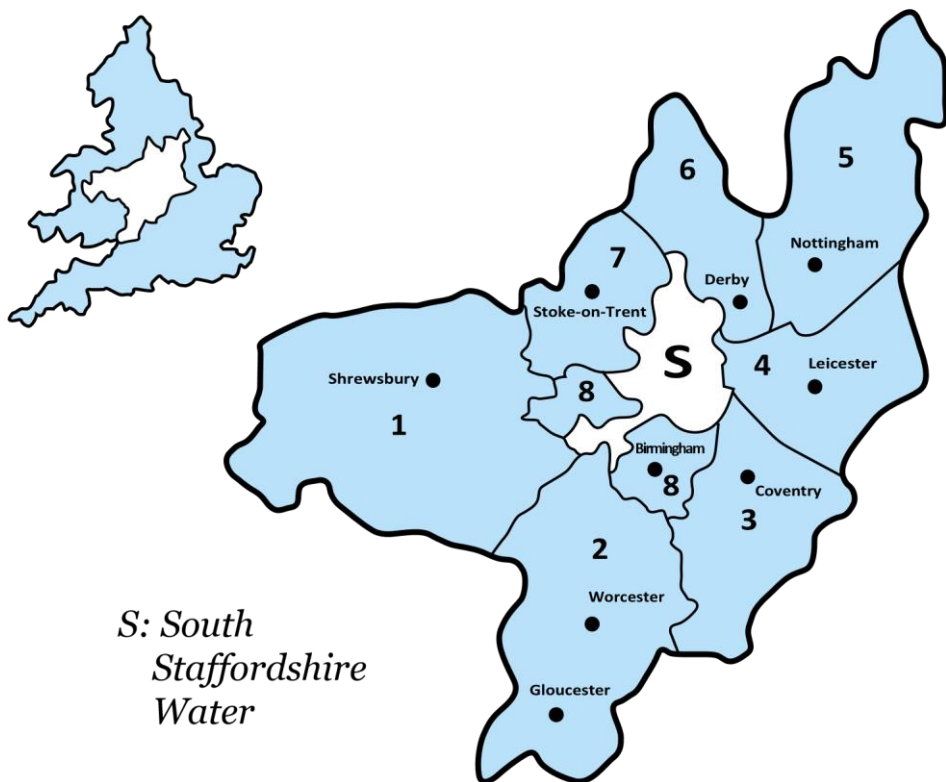 5
6
7
Nottingham
Derby
Stoke-on-Trent
S
4
Leicester
Shrewsbury
8
1
Birmingham
8
Coventry
3
2
Worcester
Gloucester
S: South
Staffordshire
Water